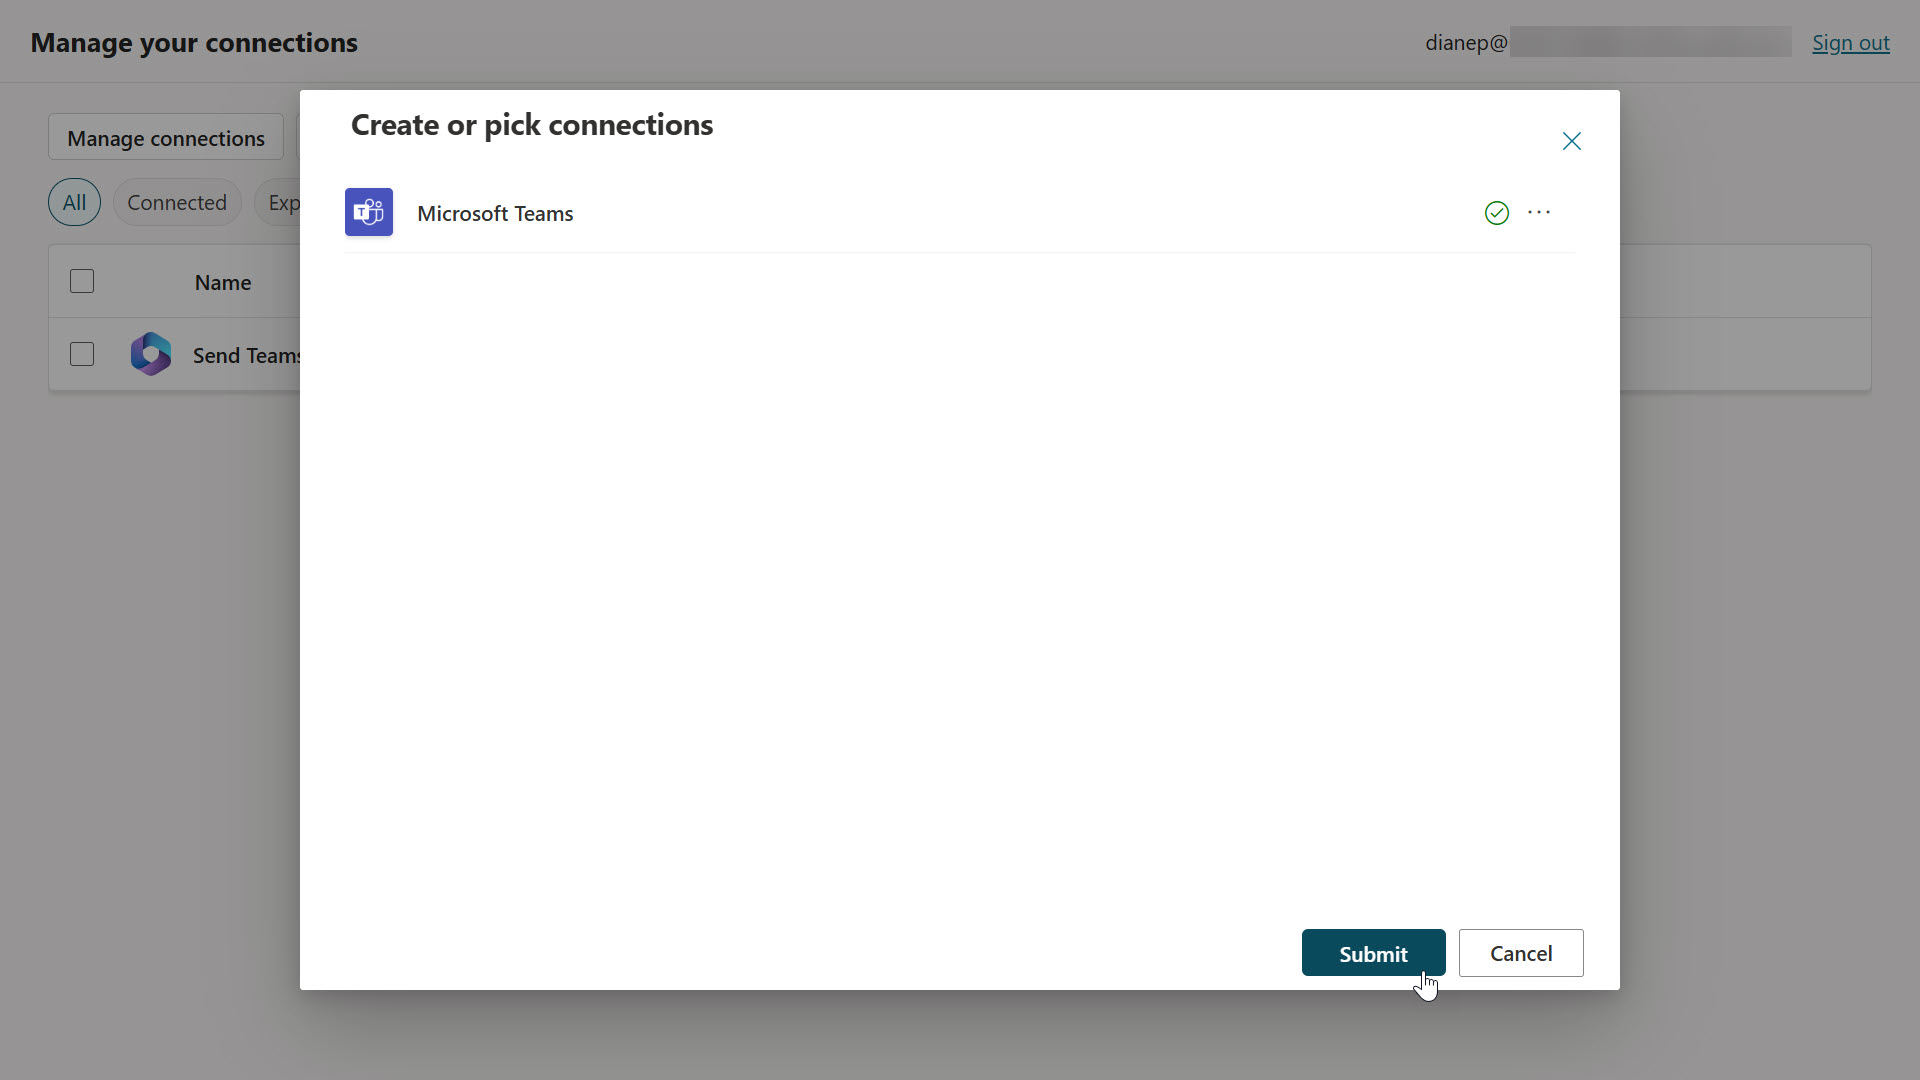 Manage your connections
dianep@
Sign out
Create or pick connections
Manage connections
All
Connected
Exp
Microsoft Teams
Name
Send Teams
Submit
Cancel